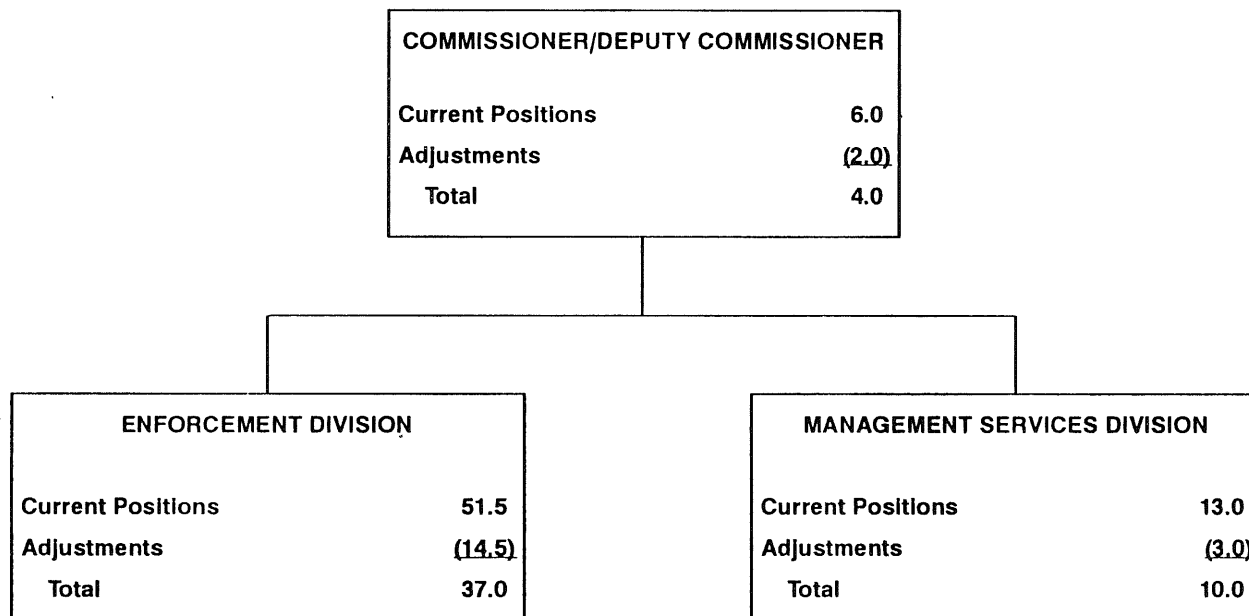 COMMISSIONER/DEPUTY COMMISSIONER
Current Positions 6.0
Adjustments (2.0)
Total 4.0
ENFORCEMENT DIVISION
Current Positions 51.5
Adjustments (14.5)
Total 37.0
MANAGEMENT SERVICES DIVISION
Current Positions 13.0
Adjustments (3.0)
Total 10.0